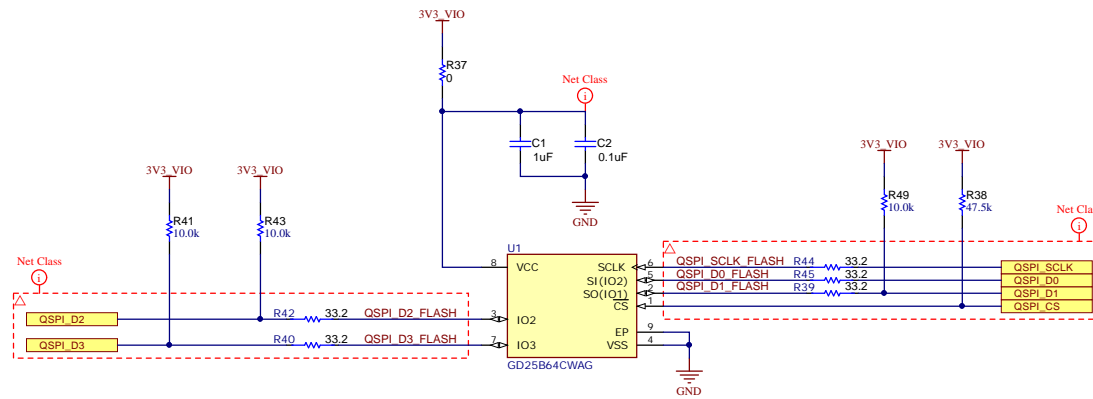 3V3_VIO
R37
0
Net Class
i
C1
1uF
C2
0.1uF
GND
3V3_VIO
3V3_VIO
R41
10.0k
R43
10.0k
3V3_VIO
3V3_VIO
R49
10.0k
R38
47.5k
Net Cla
i
Net Class
i
U1
8
VCC
SCLK
6
QSPI_SCLK_FLASH
R44
33.2
QSPI_SCLK
SI(IO2)
5
QSPI_D0_FLASH
R45
33.2
QSPI_D0
SO(IO1)
2
QSPI_D1_FLASH
R39
33.2
QSPI_D1
CS
1
QSPI_CS
QSPI_D2
R42
33.2
QSPI_D2_FLASH
3
IO2
EP
9
QSPI_D3
R40
33.2
QSPI_D3_FLASH
7
IO3
VSS
4
GD25B64CWAG
GND